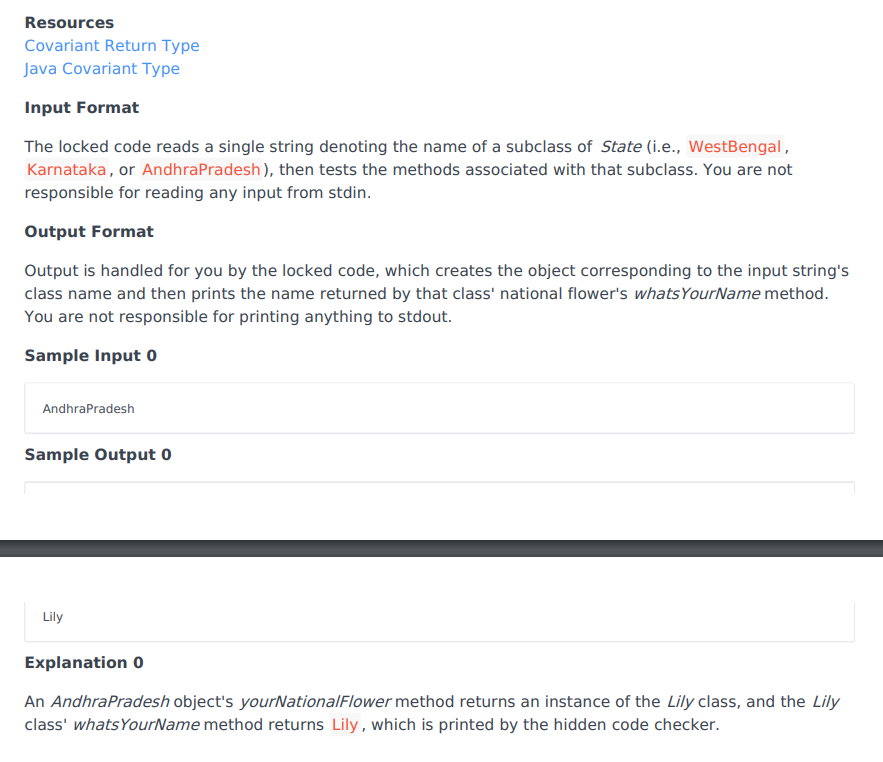 Resources
Covariant Return Type
Java Covariant Type
Input Format
The locked code reads a single string denoting the name of a subclass of State (i.e., WestBengal,
Karnataka, or AndhraPradesh), then tests the methods associated with that subclass. You are not
responsible for reading any input from stdin.
Output Format
Output is handled for you by the locked code, which creates the object corresponding to the input string's
class name and then prints the name returned by that class' national flower's whatsYourName method.
You are not responsible for printing anything to stdout.
Sample Input 0
AndhraPradesh
Sample Output 0
Lily
Explanation 0
An AndhraPradesh object's yourNationalFlower method returns an instance of the Lily class, and the Lily
class' whatsYourName method returns Lily, which is printed by the hidden code checker.